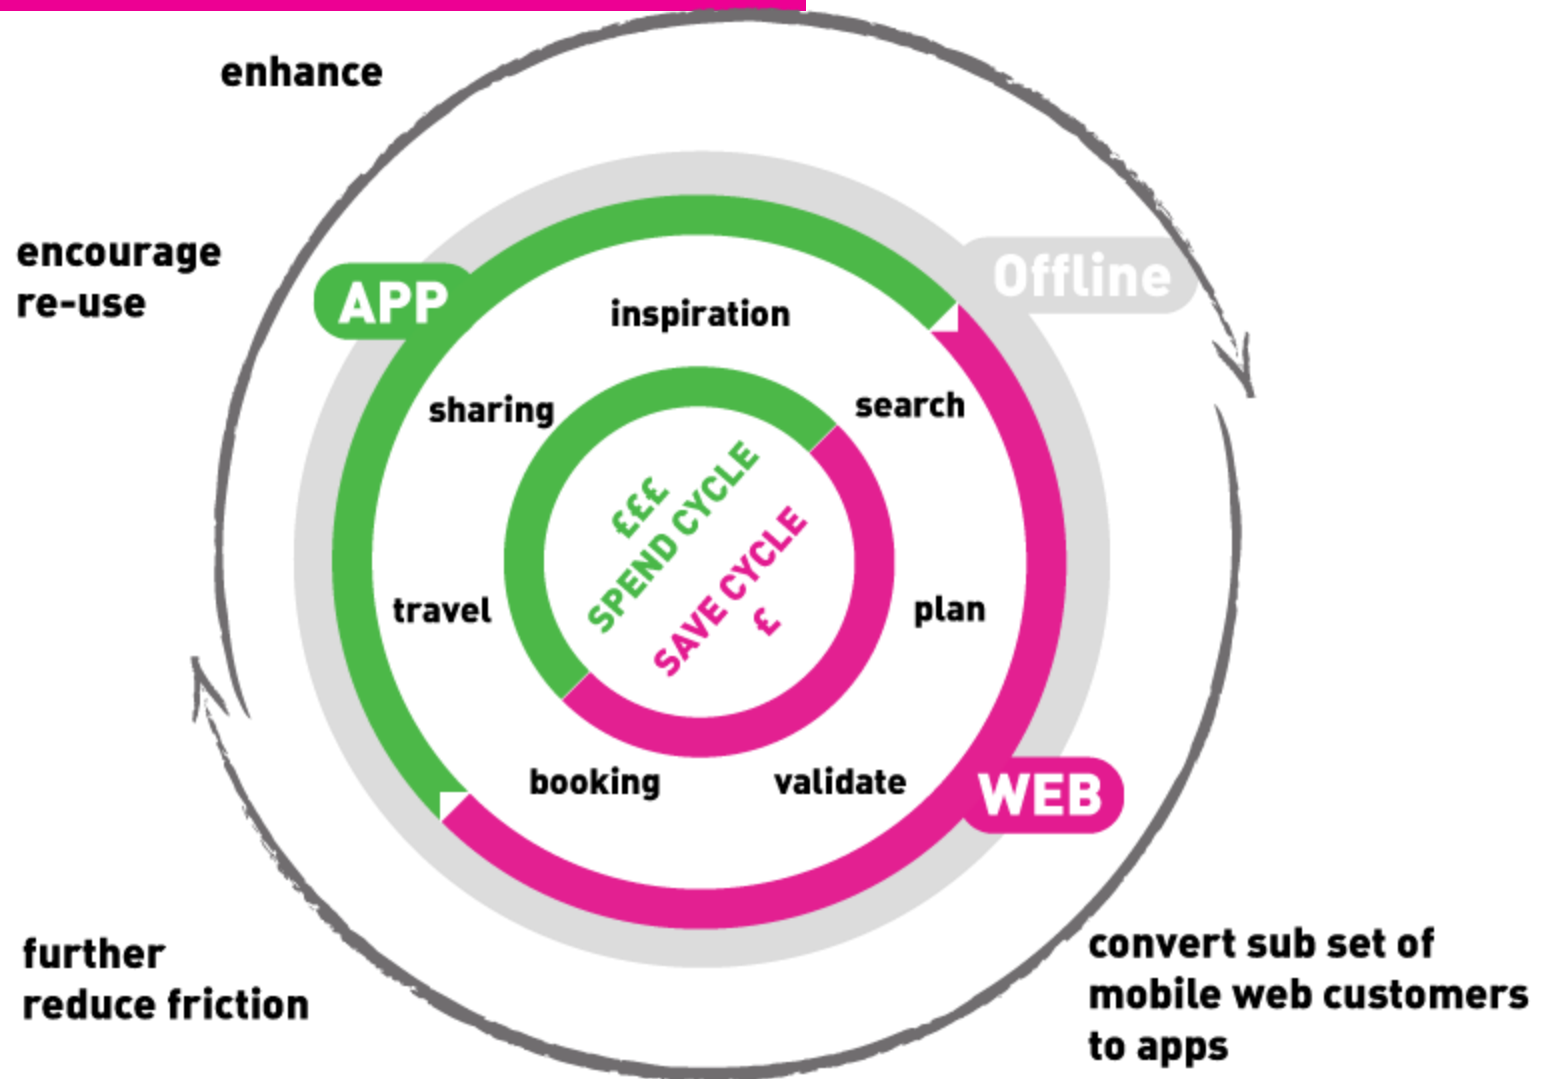 enhance
encourage
re-use
APP
Offline
inspiration
sharing
search
£££
SPEND CYCLE
SAVE CYCLE
£
travel
plan
booking
validate
WEB
further
reduce friction
convert sub set of
mobile web customers
to apps